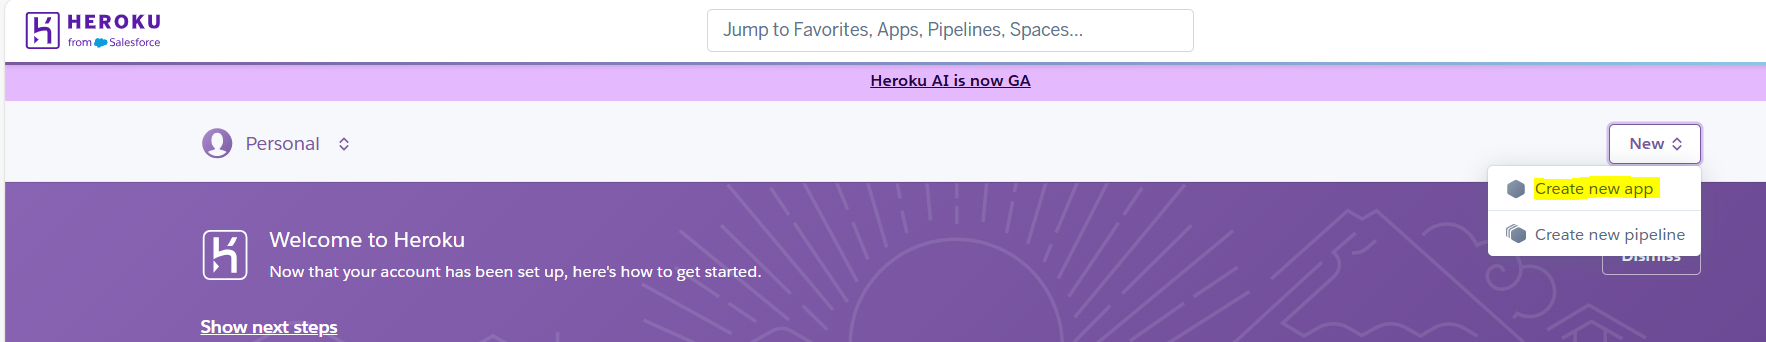 HEROKU
from Salesforce
Jump to Favorites, Apps, Pipelines, Spaces...
Heroku AI is now GA
Personal
New
Create new app
Create new pipeline
Dismiss
Welcome to Heroku
Now that your account has been set up, here's how to get started.
Show next steps